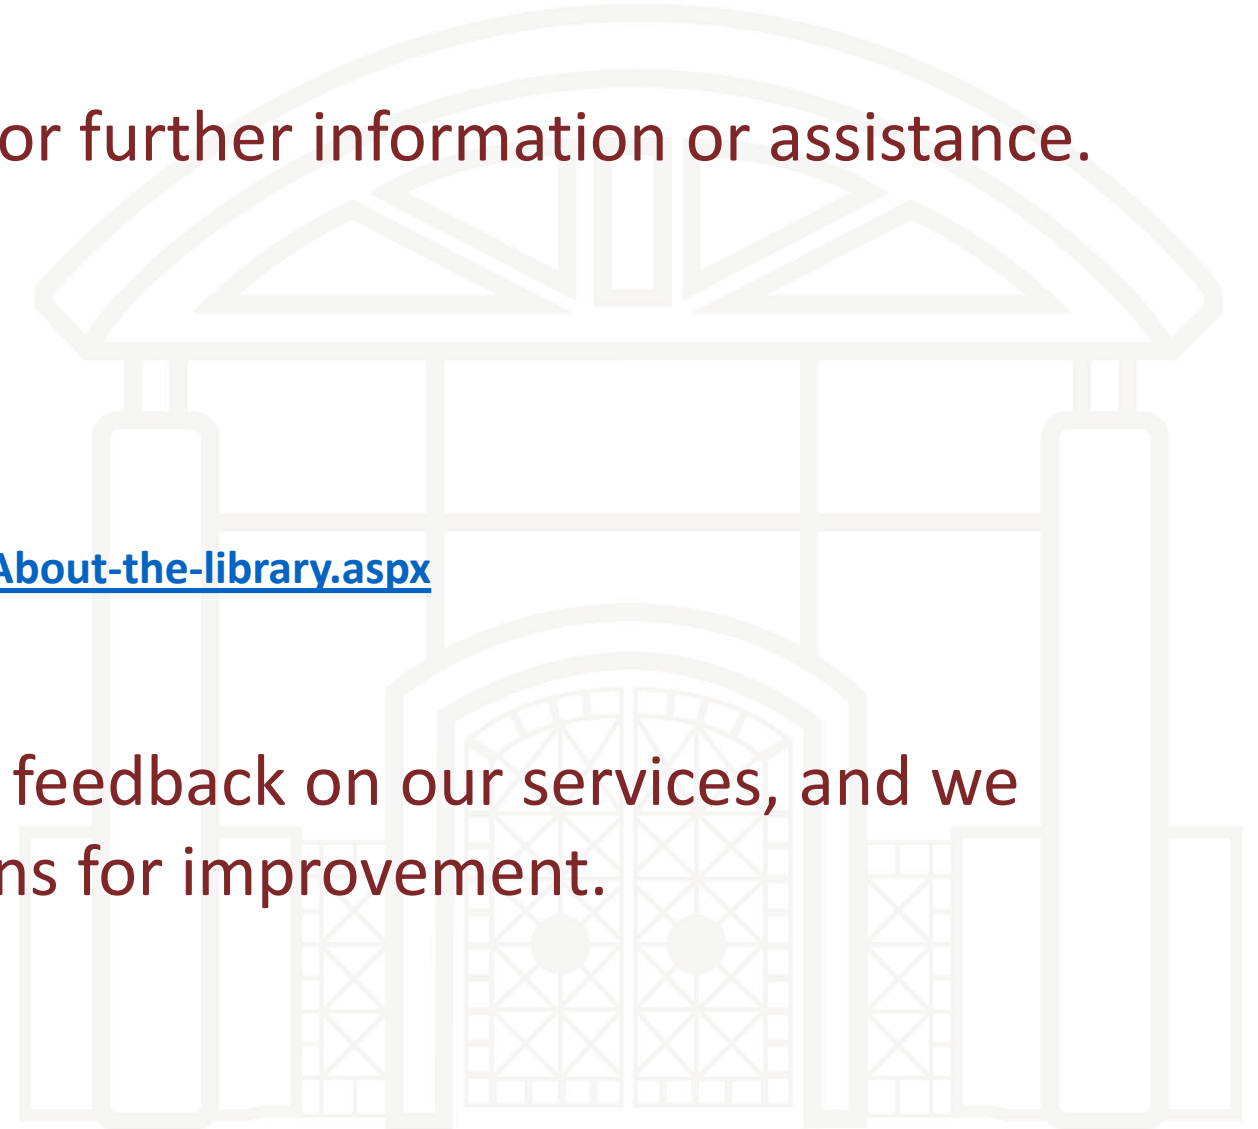 or further information or assistance.
About-the-library.aspx
feedback on our services, and we
ns for improvement.